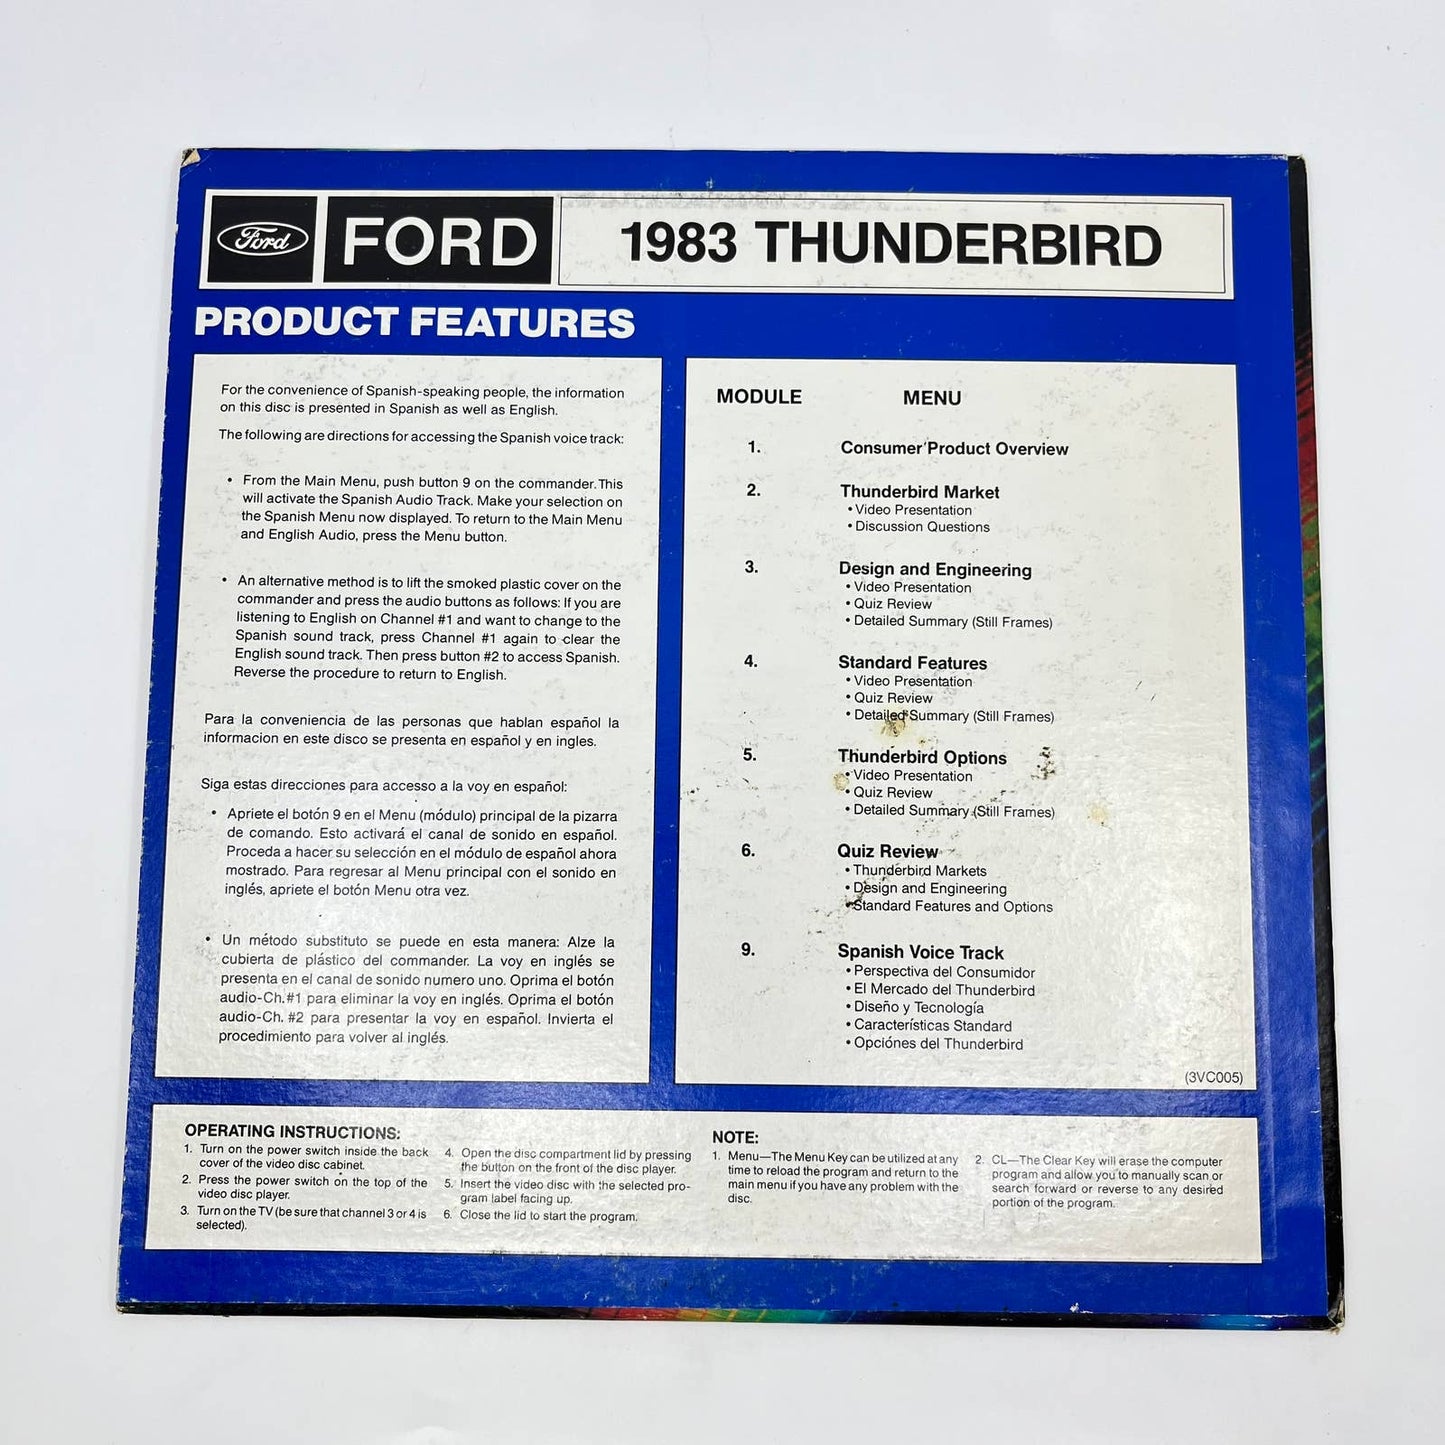 Ford FORD 1983 THUNDERBIRD
PRODUCT FEATURES
For the convenience of Spanish-speaking people, the information
on this disc is presented in Spanish as well as English.
The following are directions for accessing the Spanish voice track:
• From the Main Menu, push button 9 on the commander. This
will activate the Spanish Audio Track. Make your selection on
the Spanish Menu now displayed. To return to the Main Menu
and English Audio, press the Menu button.
• An alternative method is to lift the smoked plastic cover on the
commander and press the audio buttons as follows: If you are
listening to English on Channel #1 and want to change to the
Spanish sound track, press Channel #1 again to clear the
English sound track. Then press button #2 to access Spanish.
Reverse the procedure to return to English.
Para la conveniencia de las personas que hablan español la
informacion en este disco se presenta en español y en ingles.
Siga estas direcciones para accesso a la voy en español:
• Apriete el botón 9 en el Menu (módulo) principal de la pizarra
de comando. Esto activará el canal de sonido en español.
Proceda a hacer su selección en el módulo de español ahora
mostrado. Para regresar al Menu principal con el sonido en
inglés, apriete el botón Menu otra vez.
• Un método substituto se puede en esta manera: Alze la
cubierta de plástico del commander. La voy en inglés se
presenta en el canal de sonido numero uno. Oprima el botón
audio-Ch. #1 para eliminar la voy en inglés. Oprima el botón
audio-Ch. #2 para presentar la voy en español. Invierta el
procedimiento para volver al inglés.
MODULE MENU
1. Consumer Product Overview
2. Thunderbird Market
• Video Presentation
• Discussion Questions
3. Design and Engineering
• Video Presentation
• Quiz Review
• Detailed Summary (Still Frames)
4. Standard Features
• Video Presentation
• Quiz Review
• Detailed Summary (Still Frames)
5. Thunderbird Options
• Video Presentation
• Quiz Review
• Detailed Summary (Still Frames)
6. Quiz Review
• Thunderbird Markets
• Design and Engineering
• Standard Features and Options
9. Spanish Voice Track
• Perspectiva del Consumidor
• El Mercado del Thunderbird
• Diseño y Tecnología
• Características Standard
• Opciónes del Thunderbird
(3VC005)
OPERATING INSTRUCTIONS:
1. Turn on the power switch inside the back
cover of the video disc cabinet.
2. Press the power switch on the top of the
video disc player.
3. Turn on the TV (be sure that channel 3 or 4 is
selected).
4. Open the disc compartment lid by pressing
the button on the front of the disc player.
5. Insert the video disc with the selected pro-
gram label facing up.
6. Close the lid to start the program.
NOTE:
1. Menu—The Menu Key can be utilized at any
time to reload the program and return to the
main menu if you have any problem with the
disc.
2. CL—The Clear Key will erase the computer
program and allow you to manually scan or
search forward or reverse to any desired
portion of the program.